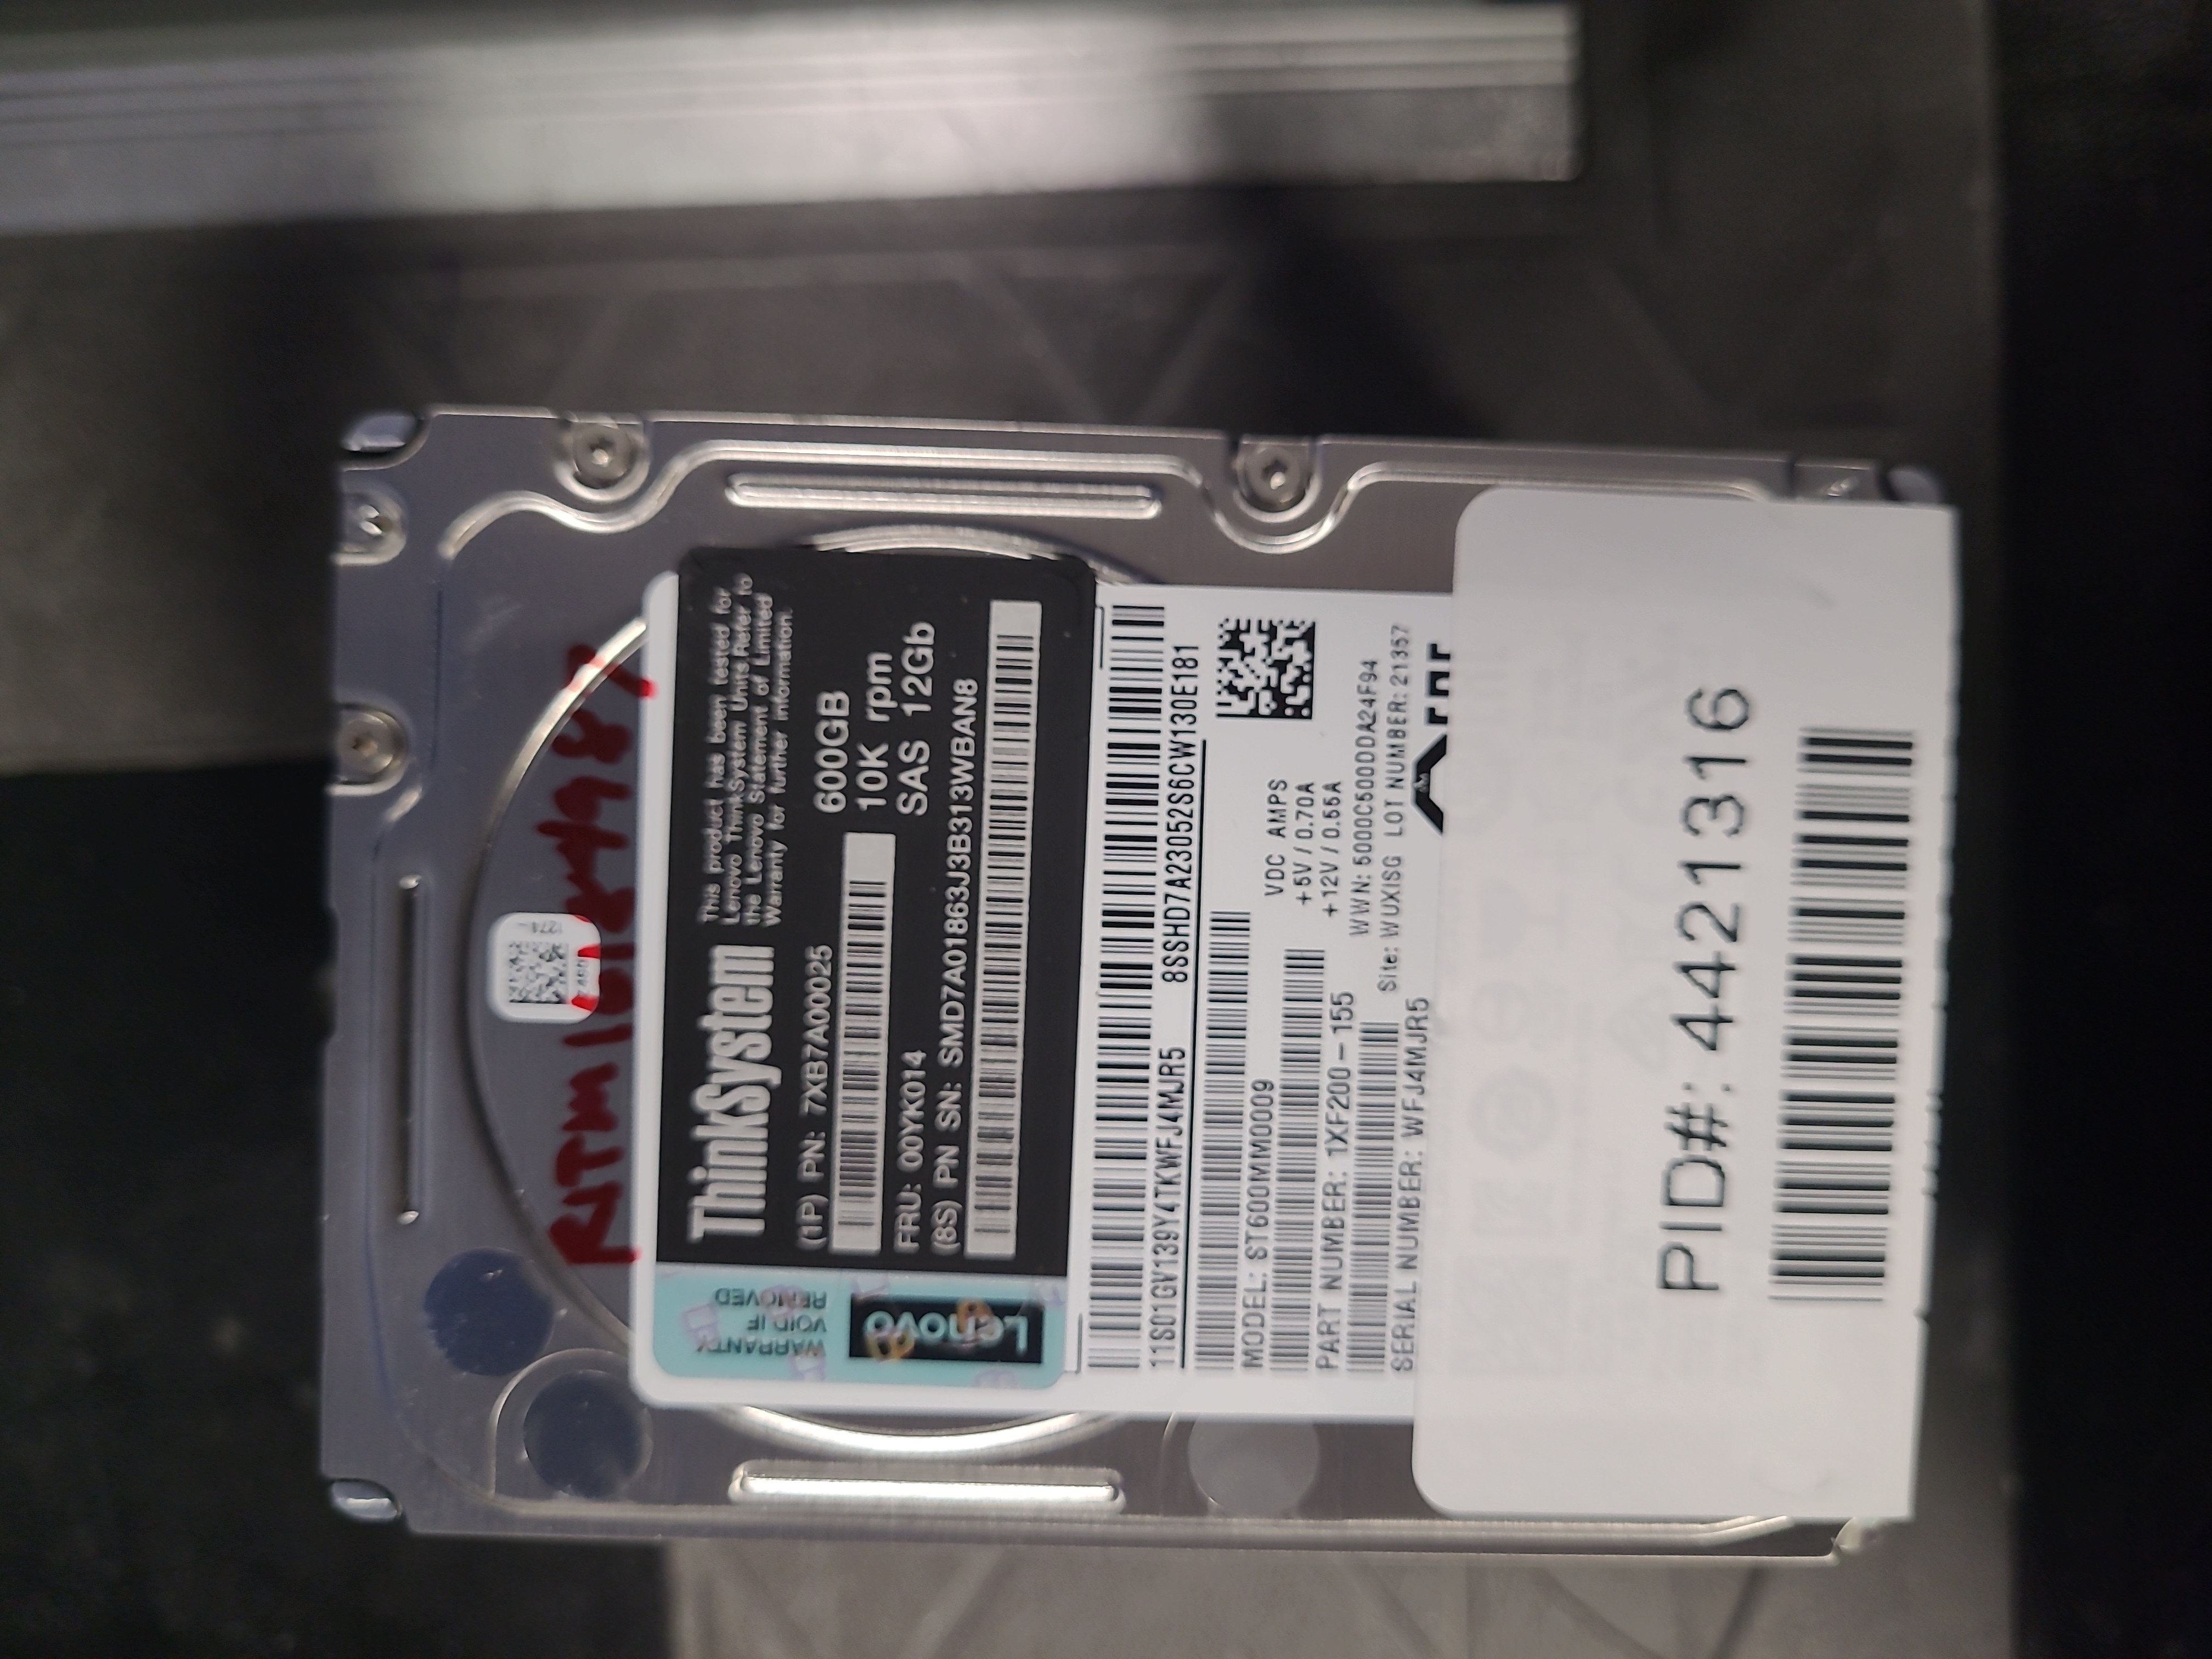 RITM16184987
WARRANTY
VOID IF
REMOVED
Lenovo
ThinkSystem
This product has been tested for
Lenovo ThinkSystem Units.Refer to
the Lenovo Statement of Limited
Warranty for further information.
(1P) PN: 7XB7A00025
600GB
10K rpm
SAS 12Gb
FRU: 00YK014
(8S) PN SN: SMD7A01863J3B313WBAN8
11S01GV139Y4TKWFJ4MJR5 8SSHD7A23052S6CW130E181
MODEL: ST600MM0009
VDC AMPS
+5V / 0.70A
+12V / 0.55A
PART NUMBER: 1XF200-155
WWN: 5000C500DDA24F94
Site: WUXISG LOT NUMBER: 21357
SERIAL NUMBER: WFJ4MJR5
PID#: 4421316